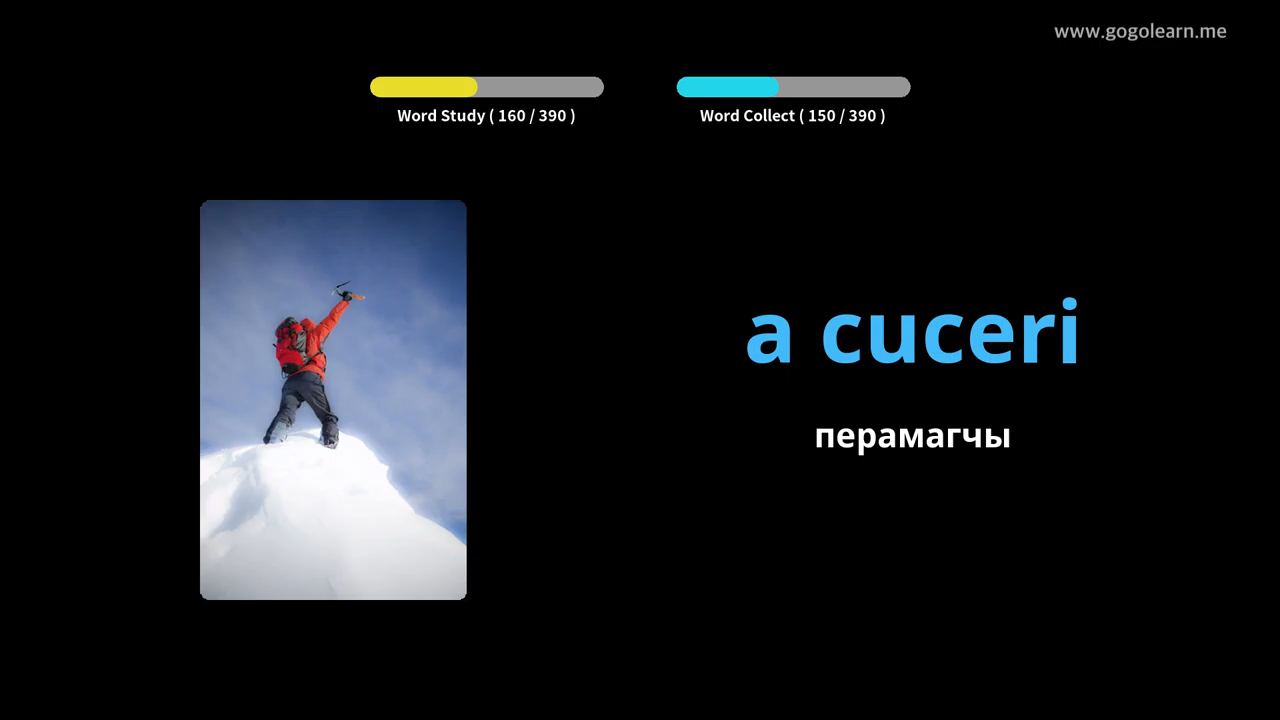 www.gogolearn.me
Word Study ( 160 / 390 )
Word Collect ( 150 / 390 )
a cuceri
перамагчы